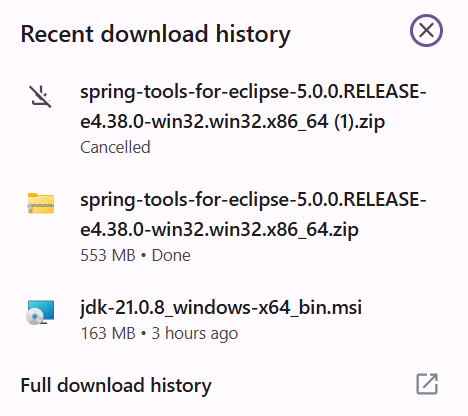 Recent download history
spring-tools-for-eclipse-5.0.0.RELEASE-
e4.38.0-win32.win32.x86_64 (1).zip
Cancelled
spring-tools-for-eclipse-5.0.0.RELEASE-
e4.38.0-win32.win32.x86_64.zip
553 MB • Done
jdk-21.0.8_windows-x64_bin.msi
163 MB • 3 hours ago
Full download history